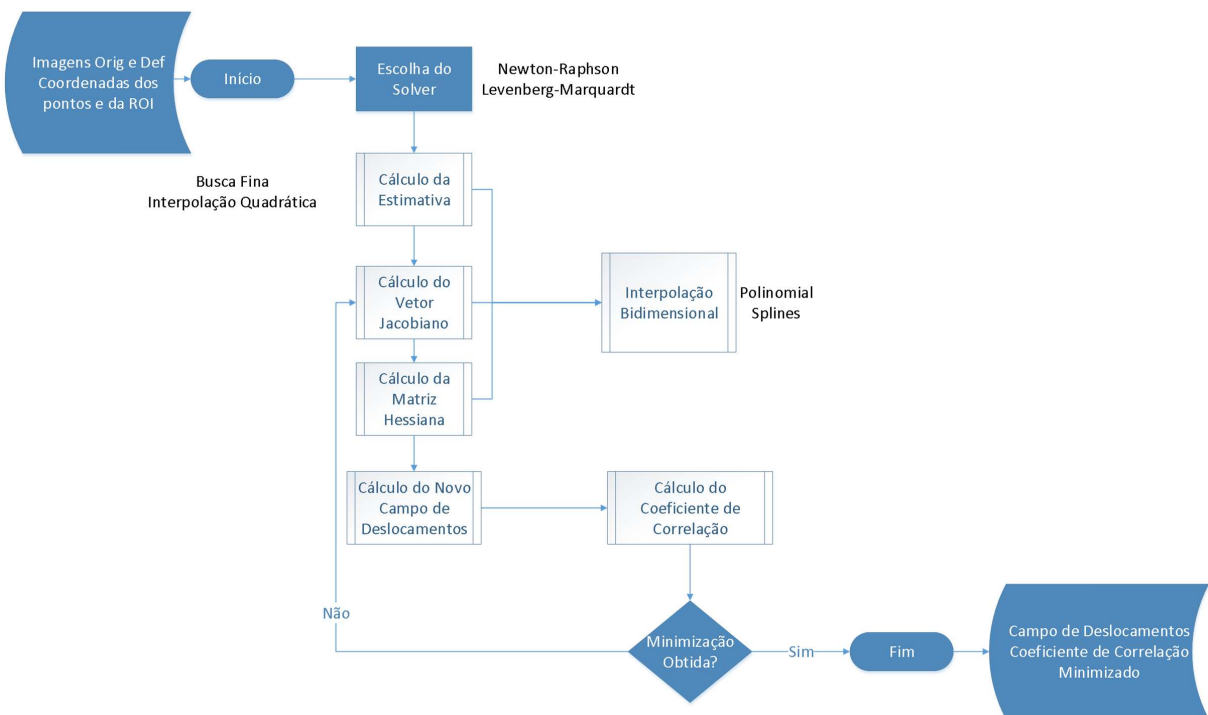 Imagens Orig e Def
Coordenadas dos
pontos e da ROI
Início
Escolha do
Solver
Newton-Raphson
Levenberg-Marquardt
Busca Fina
Interpolação Quadrática
Cálculo da
Estimativa
Cálculo do
Vetor
Jacobiano
Interpolação
Bidimensional
Polinomial
Splines
Cálculo da
Matriz
Hessiana
Cálculo do Novo
Campo de
Deslocamentos
Cálculo do
Coeficiente de
Correlação
Não
Minimização
Obtida?
Sim
Fim
Campo de Deslocamentos
Coeficiente de Correlação
Minimizado